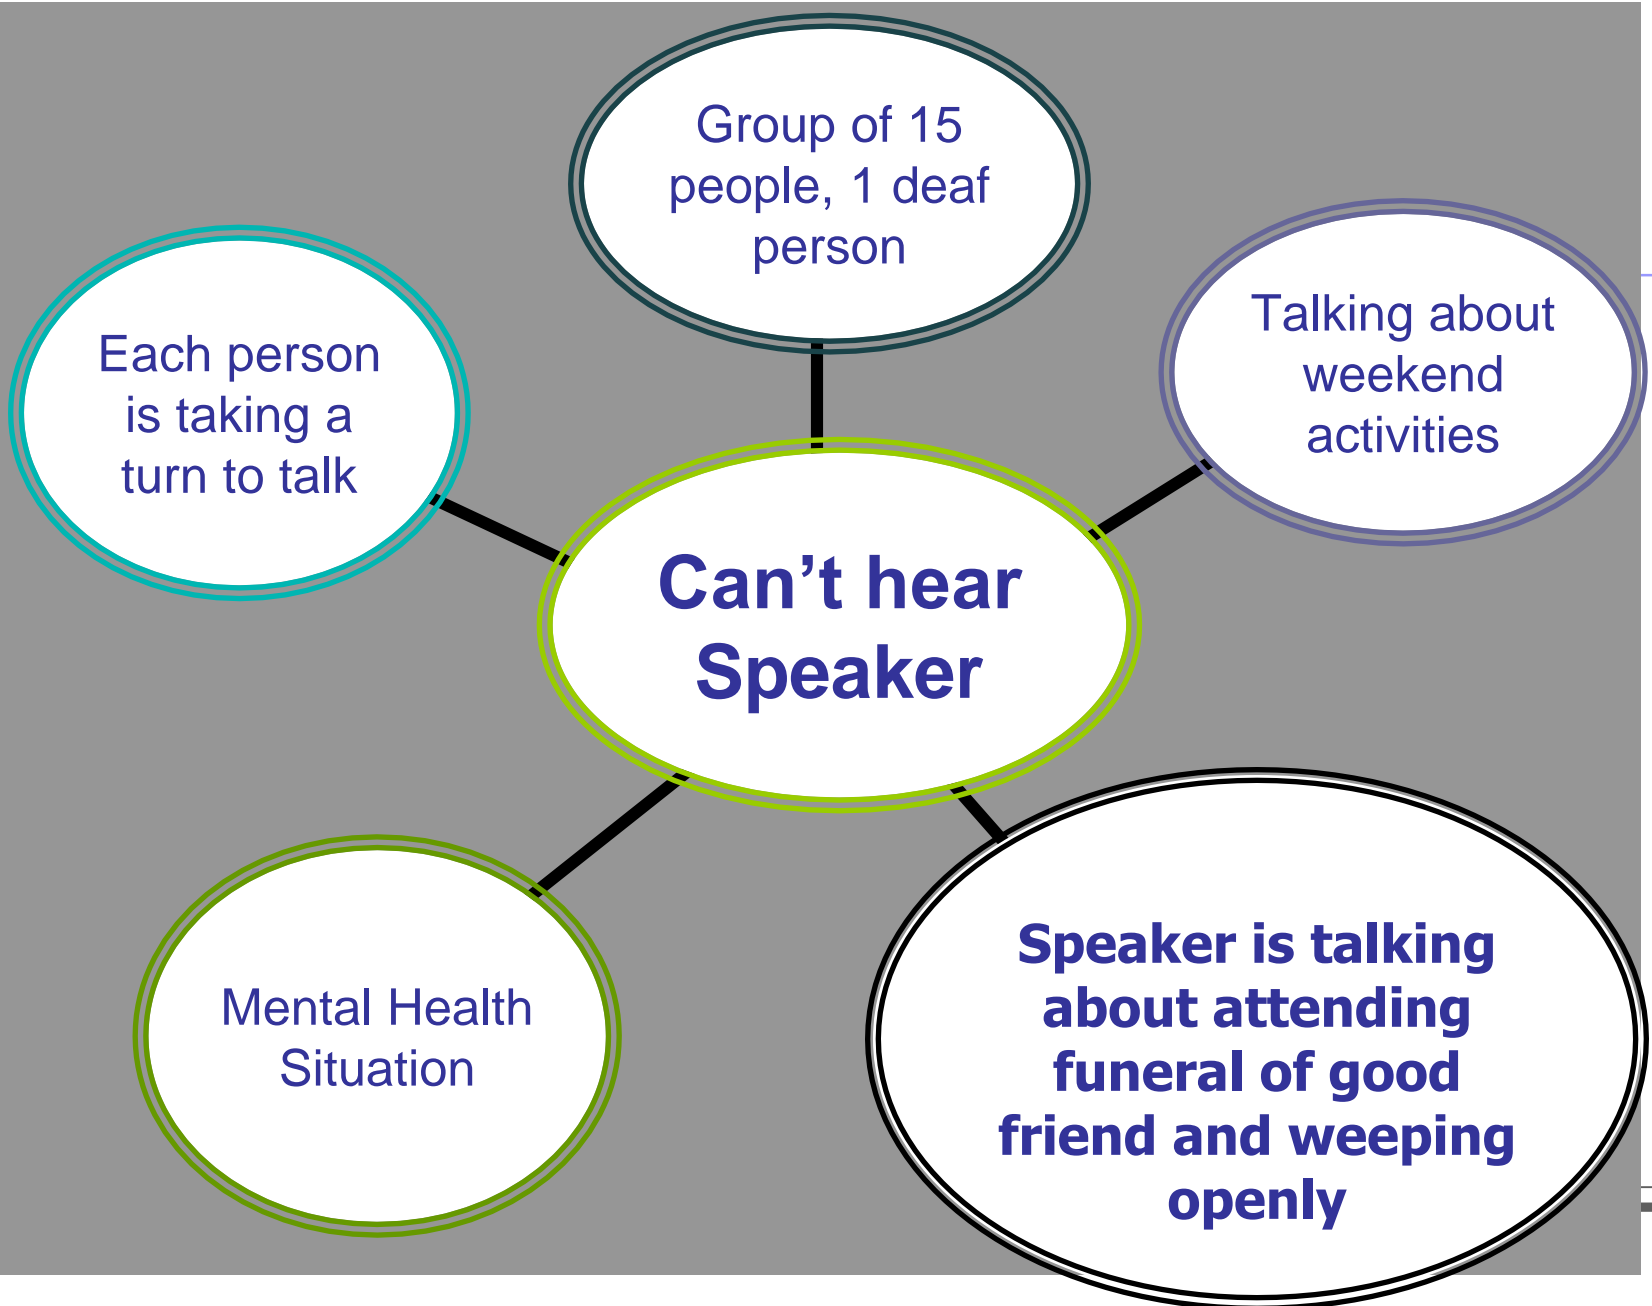 Group of 15
people, 1 deaf
person
Each person
is taking a
turn to talk
Talking about
weekend
activities
Can’t hear
Speaker
Mental Health
Situation
Speaker is talking
about attending
funeral of good
friend and weeping
openly